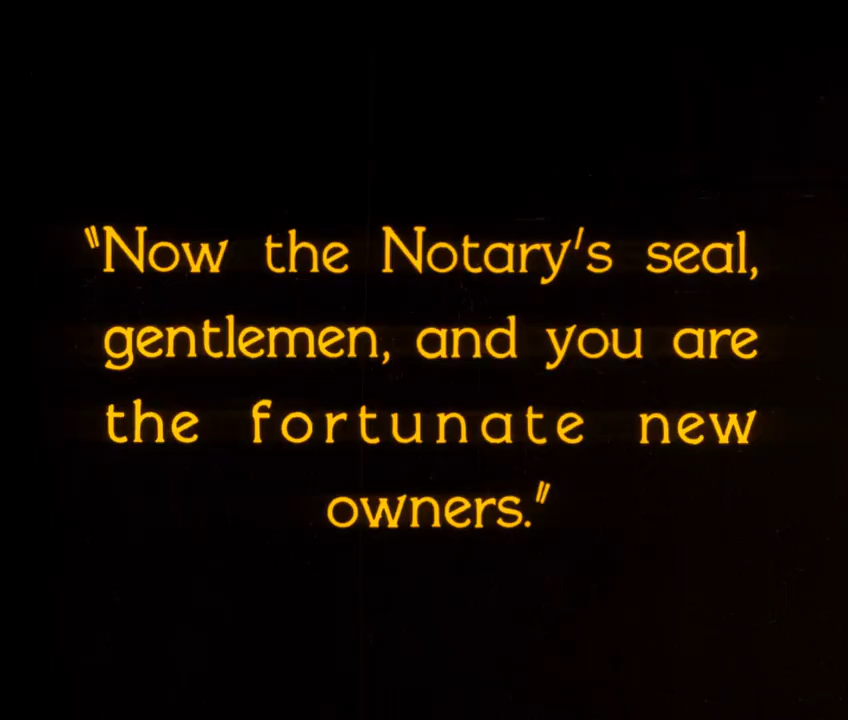 "Now the Notary's seal,
gentlemen, and you are
the fortunate new
owners."